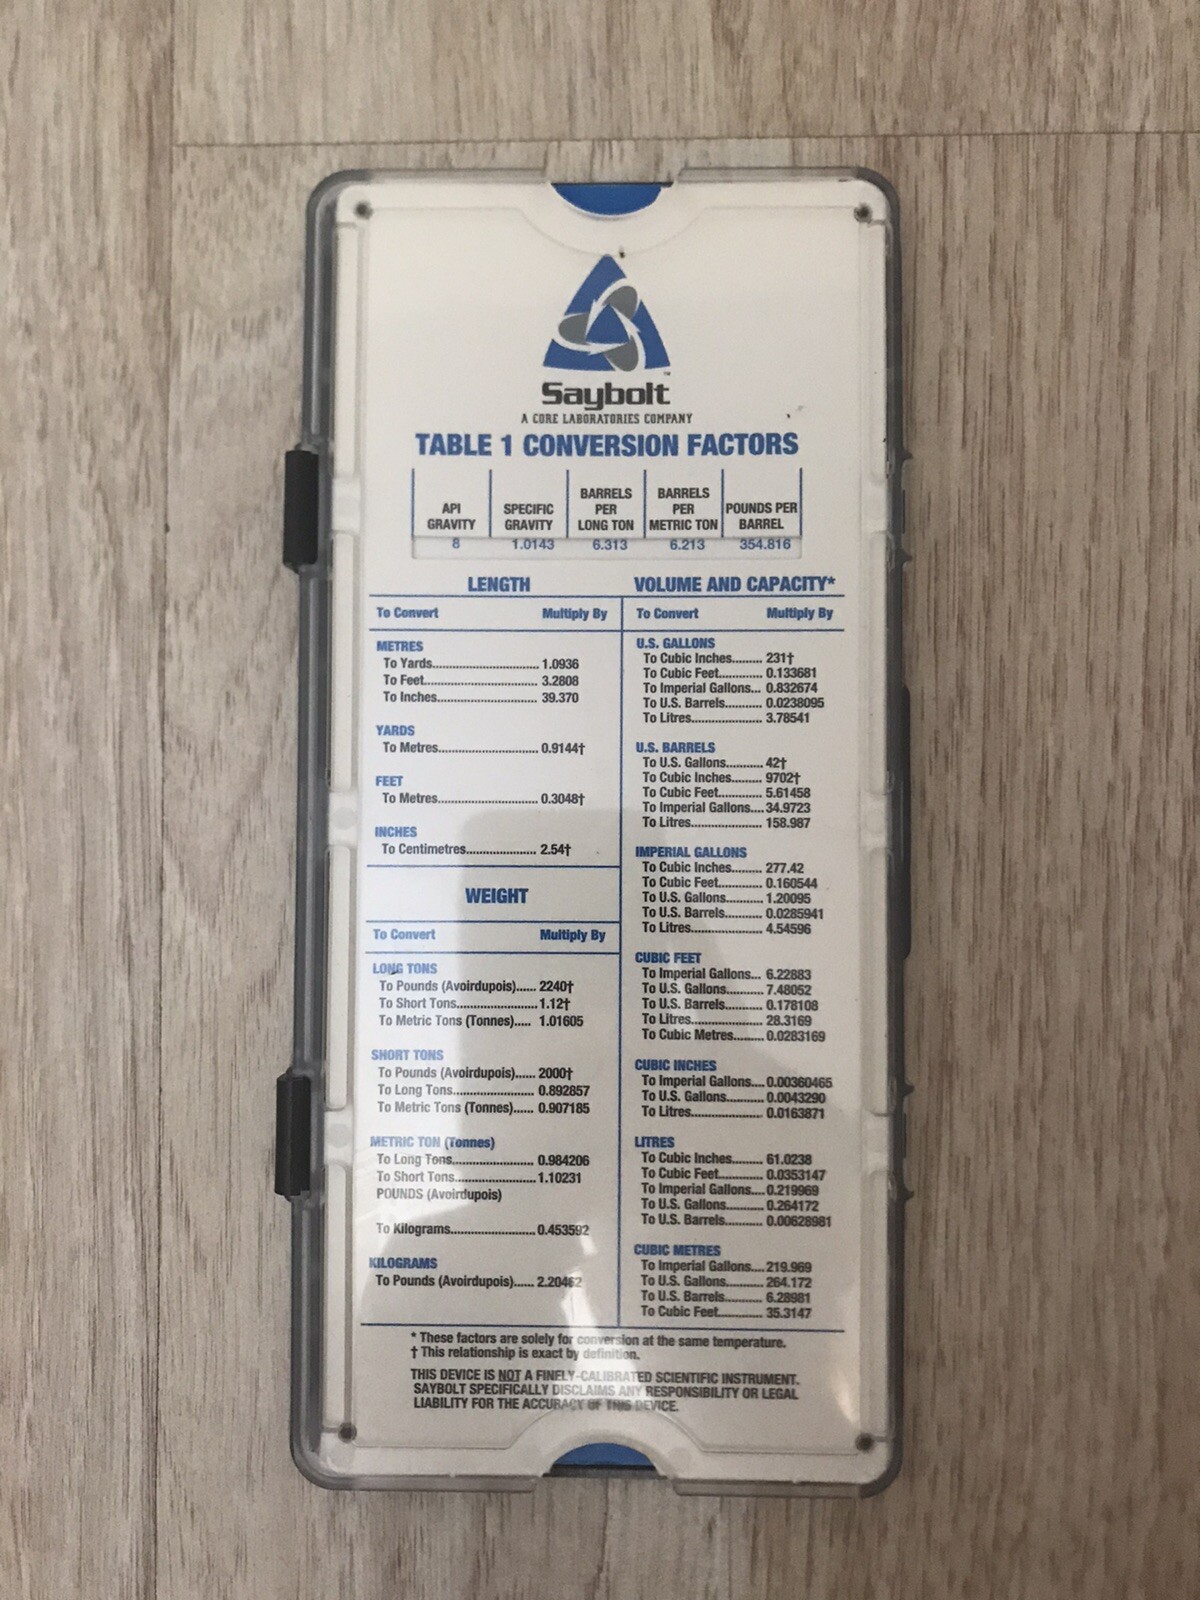 Saybolt
™
A CORE LABORATORIES COMPANY
TABLE 1 CONVERSION FACTORS
API GRAVITY
SPECIFIC GRAVITY
BARRELS PER LONG TON
BARRELS PER METRIC TON
POUNDS PER BARREL
8 1.0143 6.313 6.213 354.816
LENGTH
To Convert Multiply By
METRES
To Yards.............................. 1.0936
To Feet................................ 3.2808
To Inches............................. 39.370
YARDS
To Metres............................ 0.9144†
FEET
To Metres............................ 0.3048†
INCHES
To Centimetres.................... 2.54†
WEIGHT
To Convert Multiply By
LONG TONS
To Pounds (Avoirdupois)...... 2240†
To Short Tons....................... 1.12†
To Metric Tons (Tonnes)..... 1.01605
SHORT TONS
To Pounds (Avoirdupois)...... 2000†
To Long Tons........................ 0.892857
To Metric Tons (Tonnes)...... 0.907185
METRIC TON (Tonnes)
To Long Tons....................... 0.984206
To Short Tons....................... 1.10231
POUNDS (Avoirdupois)
To Kilograms........................ 0.453592
KILOGRAMS
To Pounds (Avoirdupois)...... 2.20462
VOLUME AND CAPACITY*
To Convert Multiply By
U.S. GALLONS
To Cubic Inches......... 231†
To Cubic Feet............. 0.133681
To Imperial Gallons... 0.832674
To U.S. Barrels........... 0.0238095
To Litres..................... 3.78541
U.S. BARRELS
To U.S. Gallons........... 42†
To Cubic Inches......... 9702†
To Cubic Feet............. 5.61458
To Imperial Gallons.... 34.9723
To Litres..................... 158.987
IMPERIAL GALLONS
To Cubic Inches......... 277.42
To Cubic Feet............. 0.160544
To U.S. Gallons........... 1.20095
To U.S. Barrels........... 0.0285941
To Litres..................... 4.54596
CUBIC FEET
To Imperial Gallons... 6.22883
To U.S. Gallons........... 7.48052
To U.S. Barrels........... 0.178108
To Litres..................... 28.3169
To Cubic Metres......... 0.0283169
CUBIC INCHES
To Imperial Gallons.... 0.00360465
To U.S. Gallons........... 0.0043290
To Litres..................... 0.0163871
LITRES
To Cubic Inches......... 61.0238
To Cubic Feet............. 0.0353147
To Imperial Gallons.... 0.219969
To U.S. Gallons........... 0.264172
To U.S. Barrels........... 0.00628981
CUBIC METRES
To Imperial Gallons.... 219.969
To U.S. Gallons........... 264.172
To U.S. Barrels........... 6.28981
To Cubic Feet............. 35.3147
* These factors are solely for conversion at the same temperature.
† This relationship is exact by definition.
THIS DEVICE IS NOT A FINELY-CALIBRATED SCIENTIFIC INSTRUMENT.
SAYBOLT SPECIFICALLY DISCLAIMS ANY RESPONSIBILITY OR LEGAL
LIABILITY FOR THE ACCURACY OF THIS DEVICE.